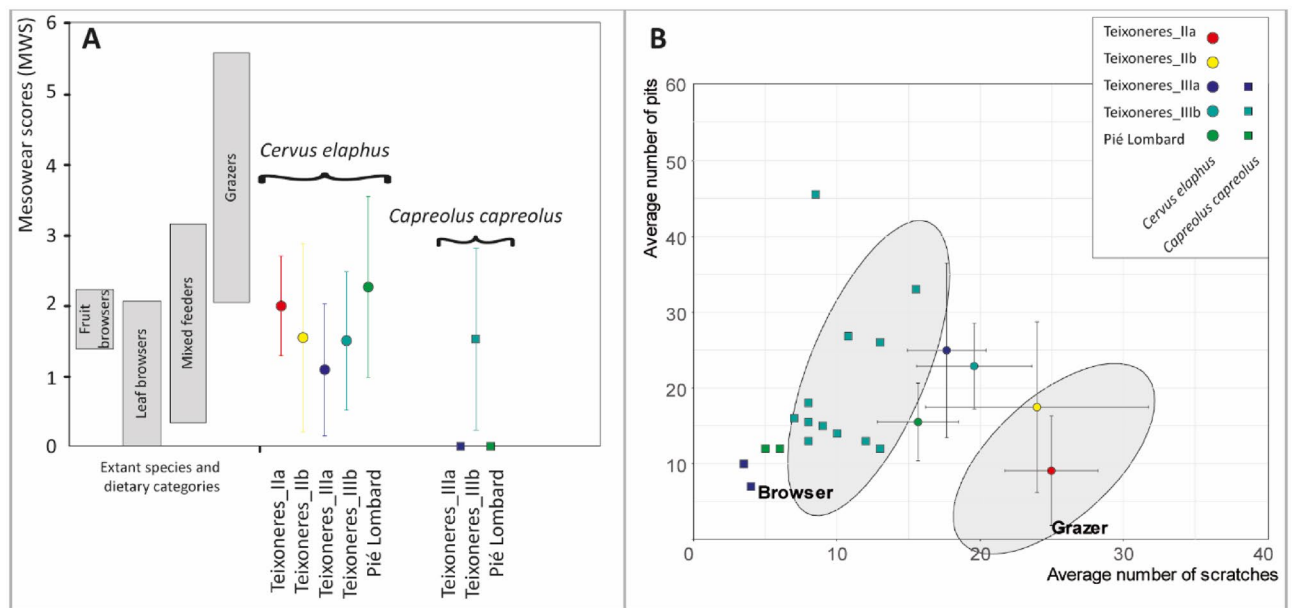 A
Mesowear scores (MWS)
6
5
4
3
2
1
0
Fruit
browsers
Leaf browsers
Mixed feeders
Grazers
Cervus elaphus
Capreolus capreolus
Extant species and
dietary categories
Teixoneres_IIa
Teixoneres_IIb
Teixoneres_IIIa
Teixoneres_IIIb
Pié Lombard
Teixoneres_IIIa
Teixoneres_IIIb
Pié Lombard
B
Teixoneres_IIa
Teixoneres_IIb
Teixoneres_IIIa
Teixoneres_IIIb
Pié Lombard
Cervus elaphus
Capreolus capreolus
Average number of pits
60
50
40
30
20
10
Browser
Grazer
0
10
20
30
40
Average number of scratches